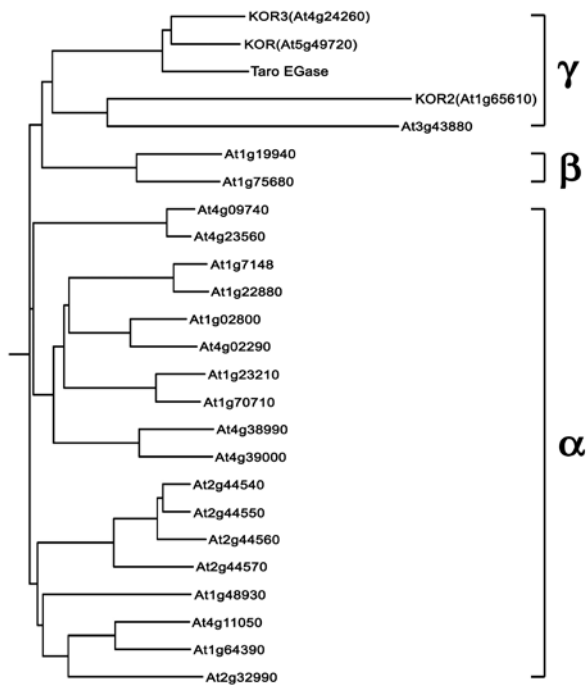 KOR3(At4g24260)
KOR(At5g49720)
Taro EGase
KOR2(At1g65610)
At3g43880
γ
At1g19940
At1g75680
β
At4g09740
At4g23560
At1g7148
At1g22880
At1g02800
At4g02290
At1g23210
At1g70710
At4g38990
At4g39000
α
At2g44540
At2g44550
At2g44560
At2g44570
At1g48930
At4g11050
At1g64390
At2g32990